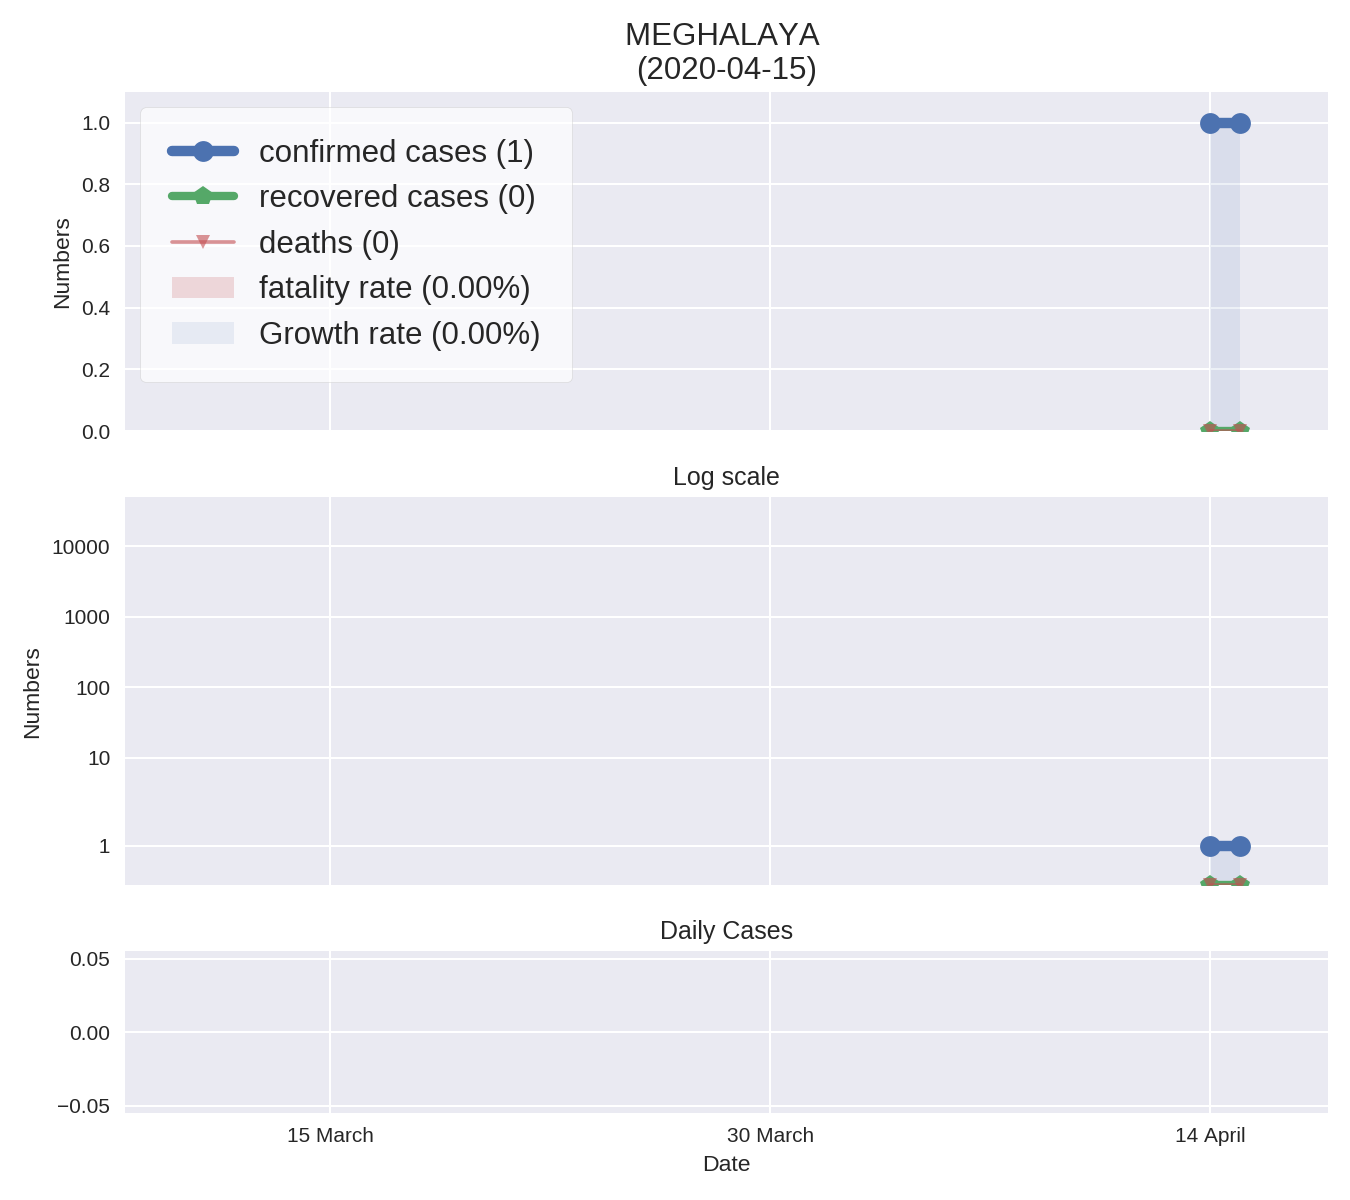 MEGHALAYA
(2020-04-15)
1.0
0.8
0.6
0.4
0.2
0.0
Numbers
confirmed cases (1)
recovered cases (0)
deaths (0)
fatality rate (0.00%)
Growth rate (0.00%)
Log scale
10000
1000
100
10
1
Numbers
Daily Cases
0.05
0.00
−0.05
15 March
30 March
14 April
Date